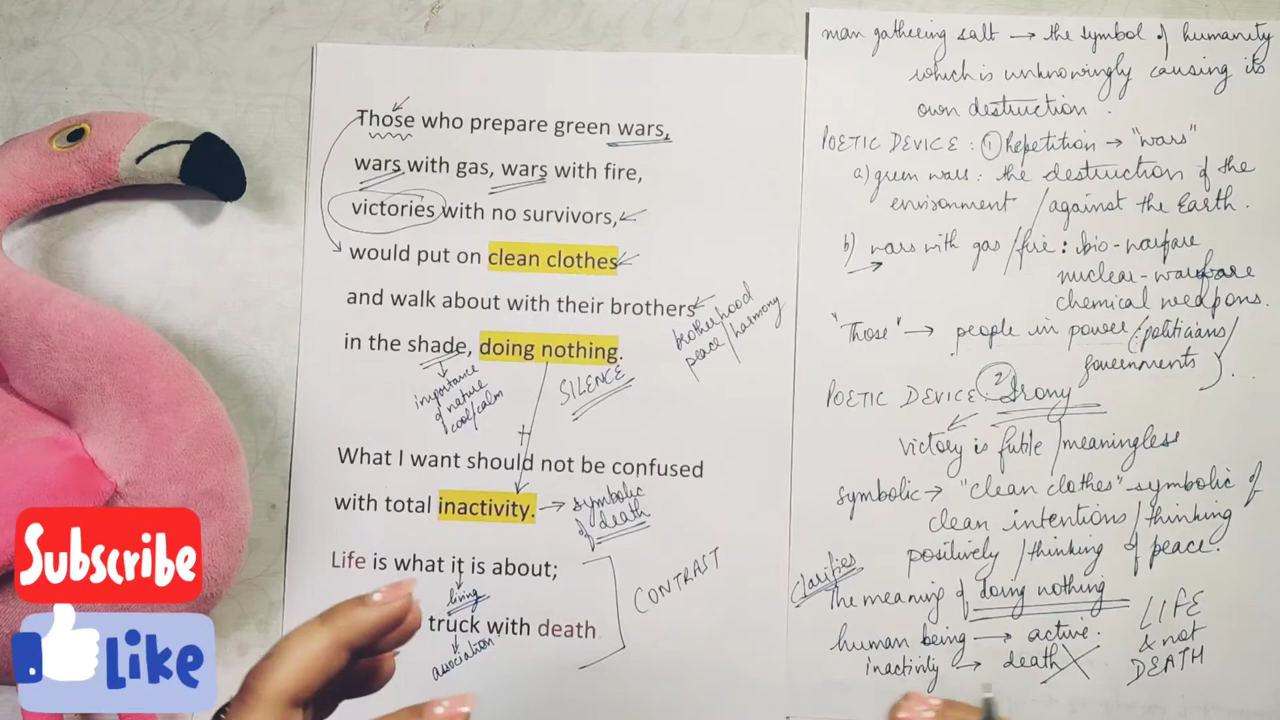 Those who prepare green wars,
wars with gas, wars with fire,
victories with no survivors,
would put on clean clothes
and walk about with their brothers
in the shade, doing nothing.
brotherhood
peace/harmony
importance
of nature
cool/calm
SILENCE
What I want should not be confused
with total inactivity.
symbolic
of death
Life is what it is about;
living
truck with death
association
CONTRAST
man gathering salt → the symbol of humanity
which is unknowingly causing its
own destruction.
POETIC DEVICE: ① Repetition → "wars"
a) green wars: the destruction of the
environment / against the Earth.
b) wars with gas/fire: bio-warfare
nuclear-warfare
chemical weapons.
"Those" → people in power (politicians/
governments)...
POETIC DEVICE: ② Irony
victory is futile/meaningless
symbolic → "clean clothes" symbolic of
clean intentions/thinking
positively/thinking of peace.
Clarifies
the meaning of doing nothing
human being → active.
inactivity → death
LIFE
& not
DEATH
Subscribe
Like